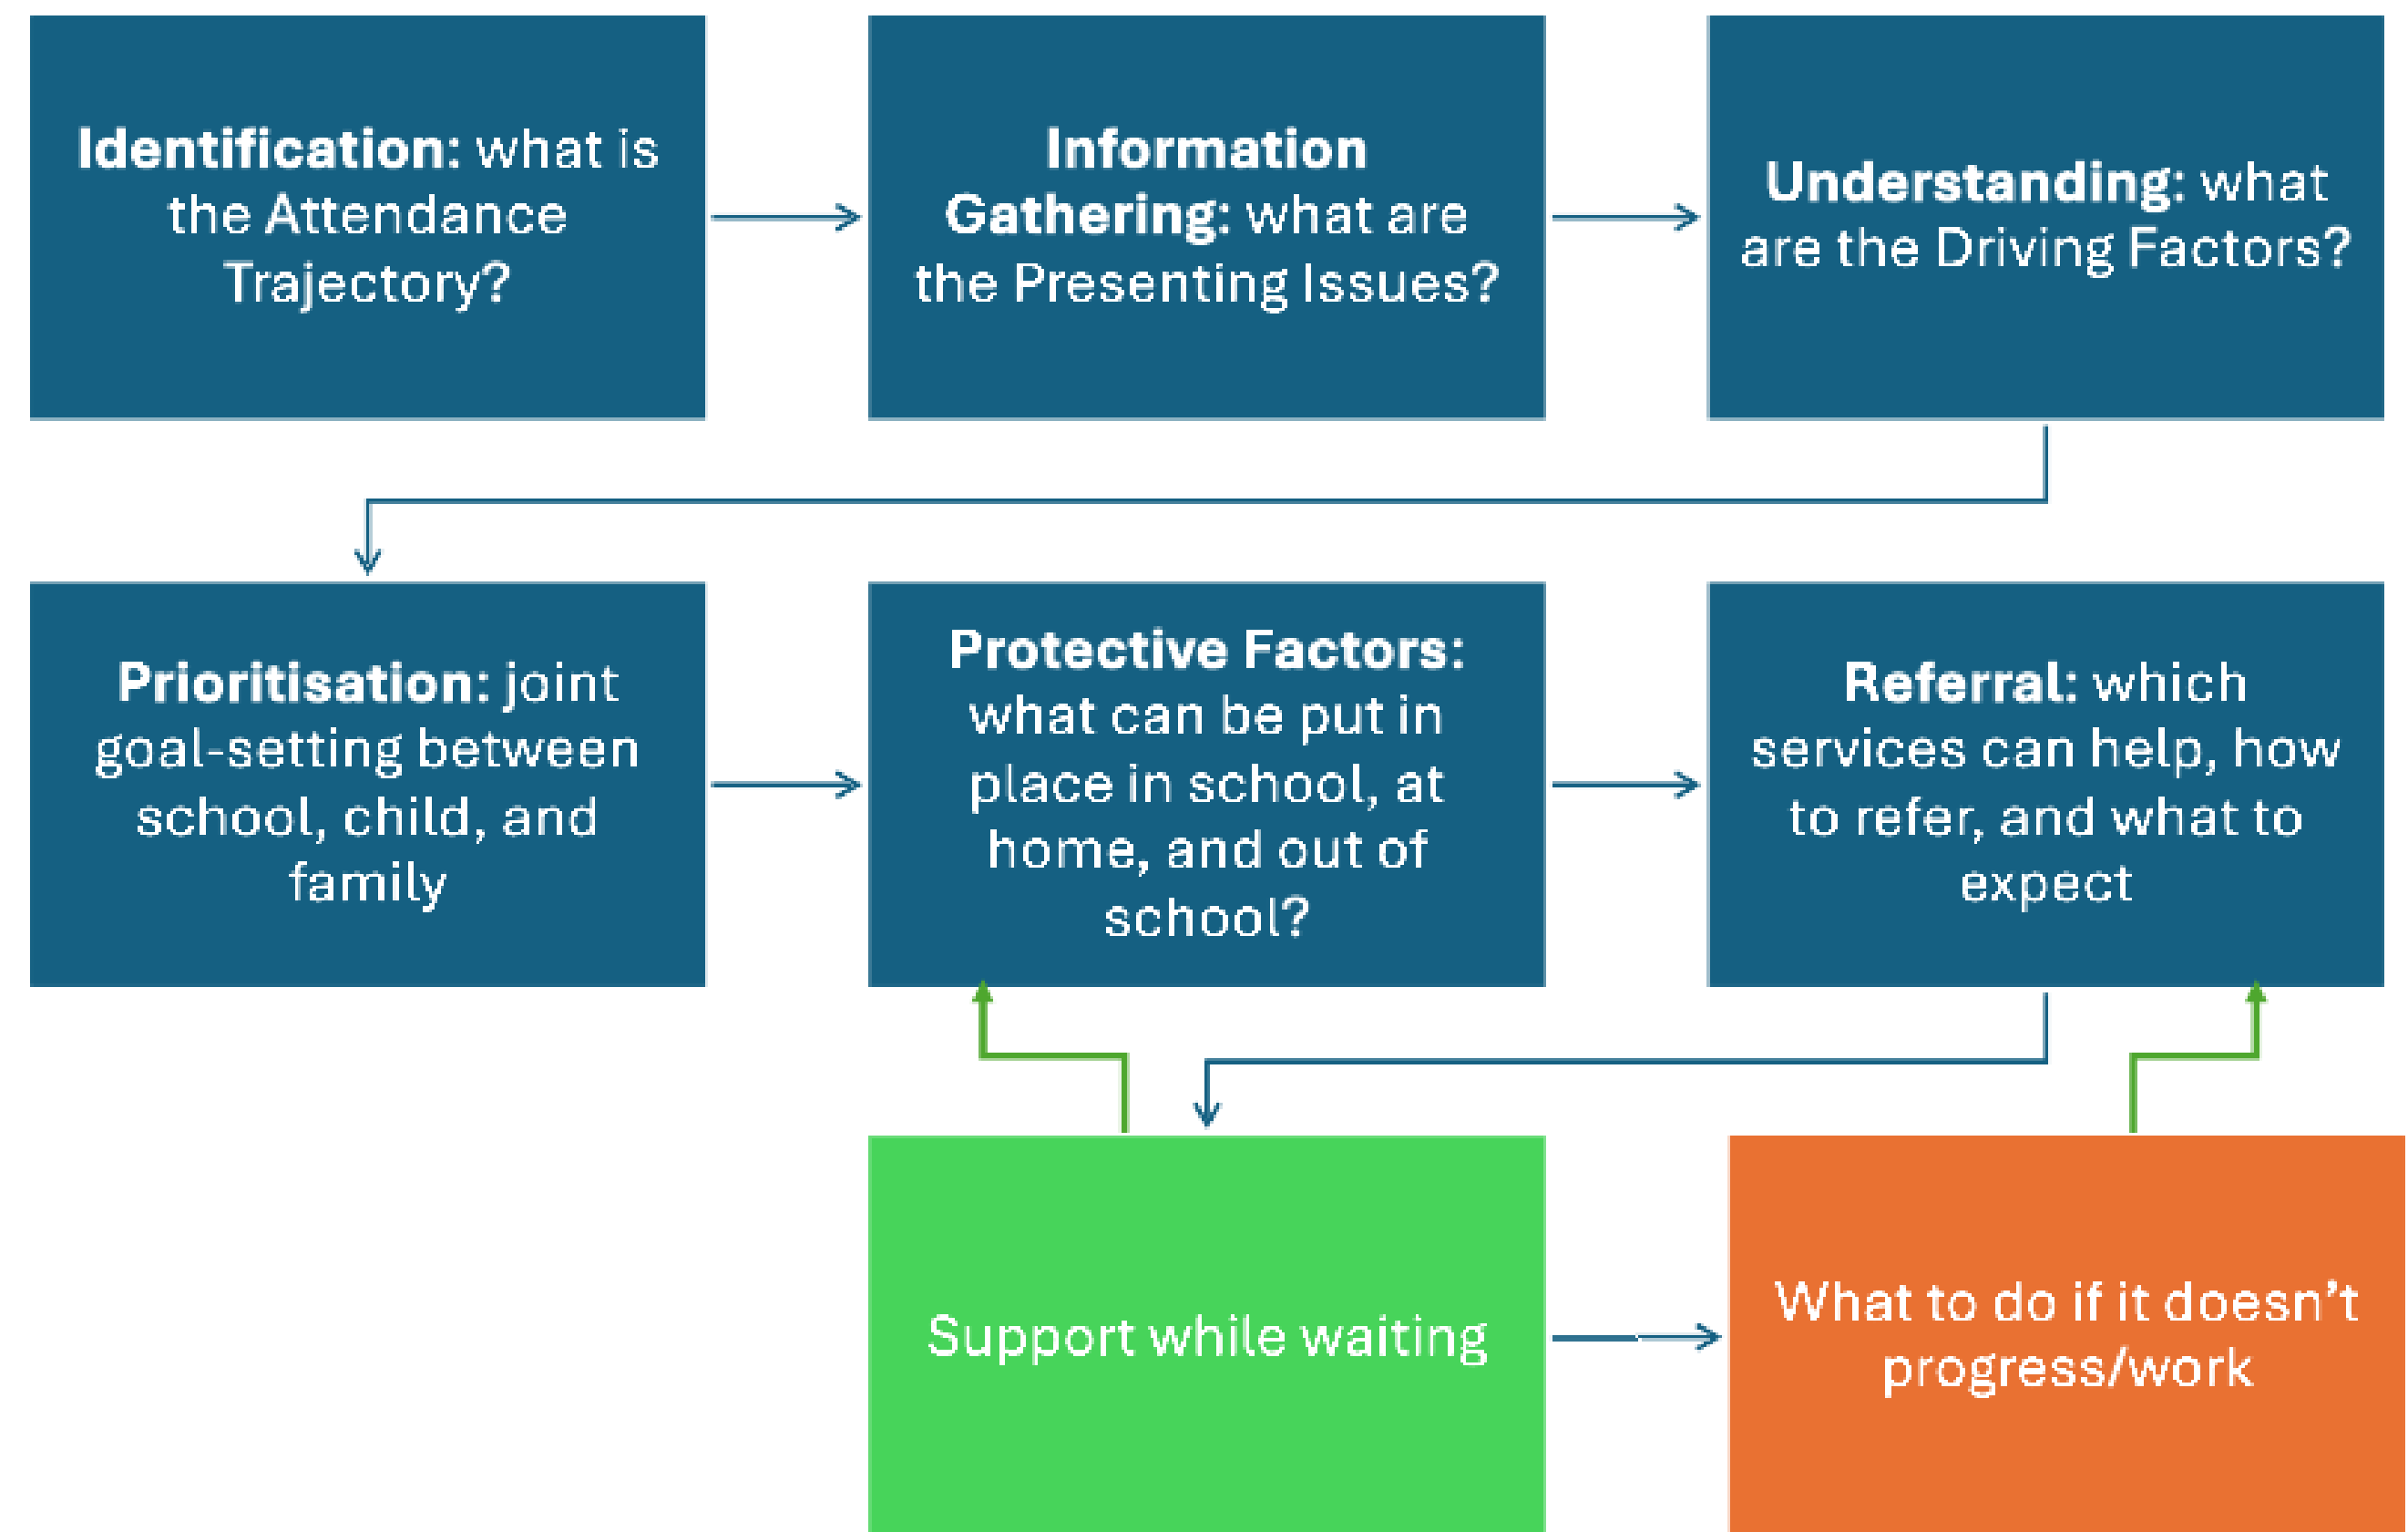 Identification: what is
the Attendance
Trajectory?
Information
Gathering: what are
the Presenting Issues?
Understanding: what
are the Driving Factors?
Prioritisation: joint
goal-setting between
school, child, and
family
Protective Factors:
what can be put in
place in school, at
home, and out of
school?
Referral: which
services can help, how
to refer, and what to
expect
Support while waiting
What to do if it doesn’t
progress/work